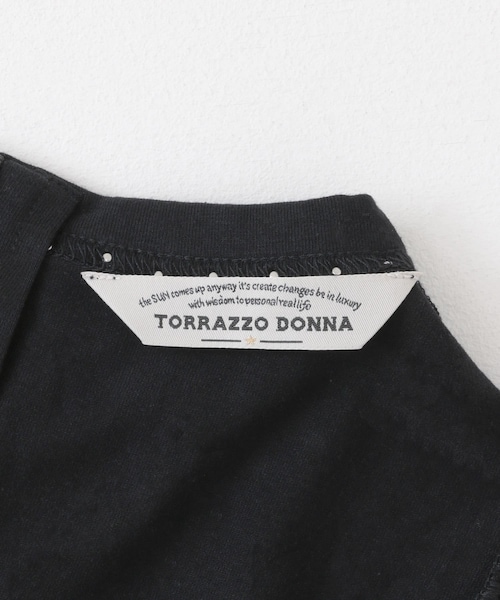 the SUN comes up anyway it's create changes be in luxury
with wisdom to personal real life
TORRAZZO DONNA